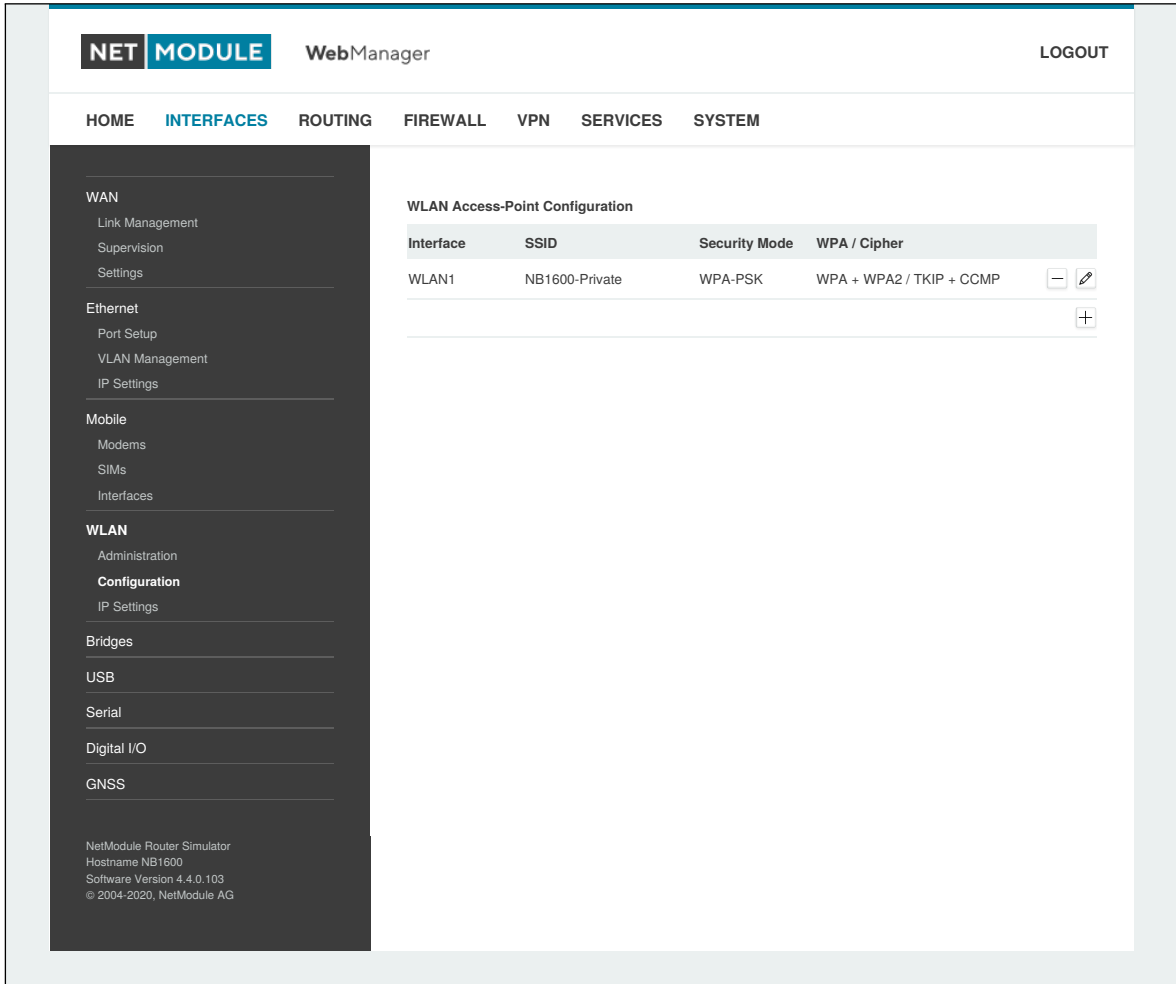 NET MODULE WebManager LOGOUT
HOME INTERFACES ROUTING FIREWALL VPN SERVICES SYSTEM
WAN
Link Management
Supervision
Settings
Ethernet
Port Setup
VLAN Management
IP Settings
Mobile
Modems
SIMs
Interfaces
WLAN
Administration
Configuration
IP Settings
Bridges
USB
Serial
Digital I/O
GNSS
NetModule Router Simulator
Hostname NB1600
Software Version 4.4.0.103
© 2004-2020, NetModule AG
WLAN Access-Point Configuration
Interface SSID Security Mode WPA / Cipher
WLAN1 NB1600-Private WPA-PSK WPA + WPA2 / TKIP + CCMP